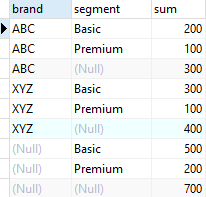 brand segment sum
ABC Basic 200
ABC Premium 100
ABC (Null) 300
XYZ Basic 300
XYZ Premium 100
XYZ (Null) 400
(Null) Basic 500
(Null) Premium 200
(Null) (Null) 700